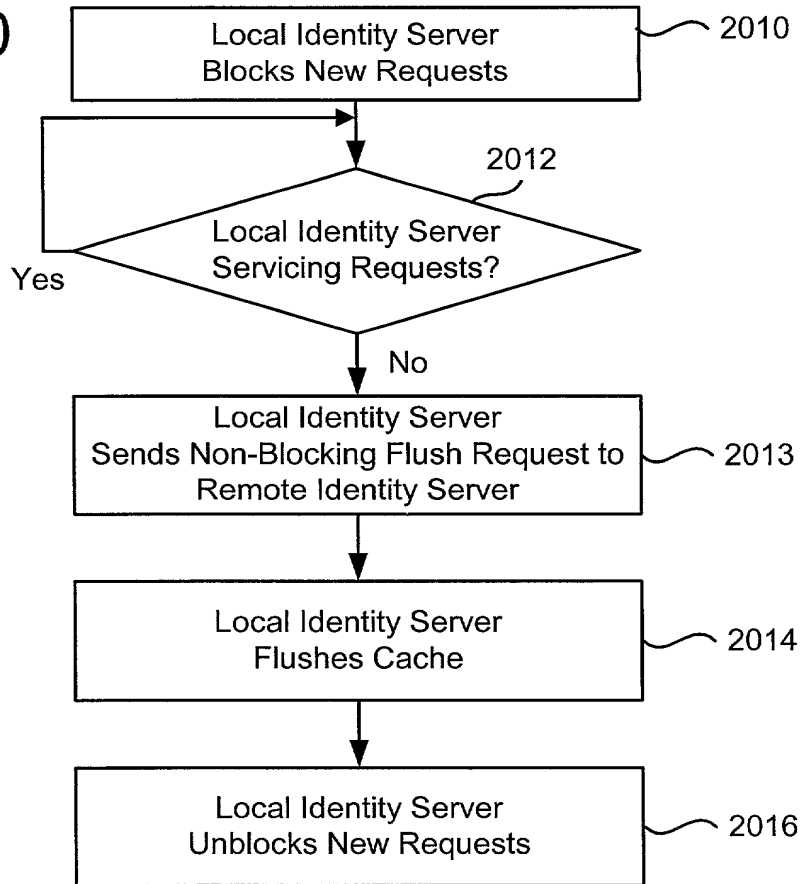 Local Identity Server
Blocks New Requests
2010
2012
Local Identity Server
Servicing Requests?
Yes
No
Local Identity Server
Sends Non-Blocking Flush Request to
Remote Identity Server
2013
Local Identity Server
Flushes Cache
2014
Local Identity Server
Unblocks New Requests
2016